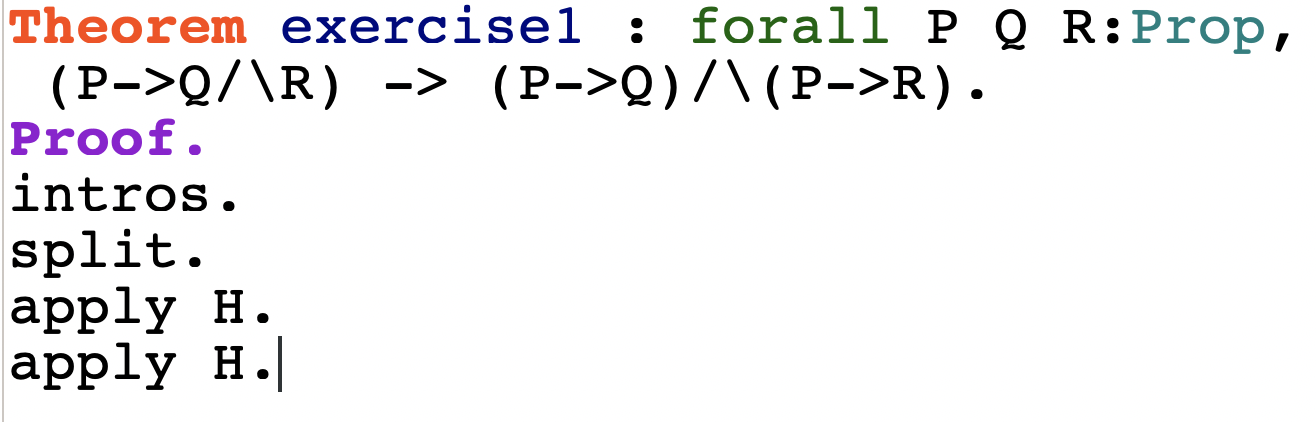 Theorem exercise1 : forall P Q R:Prop,
(P->Q/\R) -> (P->Q)/\(P->R).
Proof.
intros.
split.
apply H.
apply H.